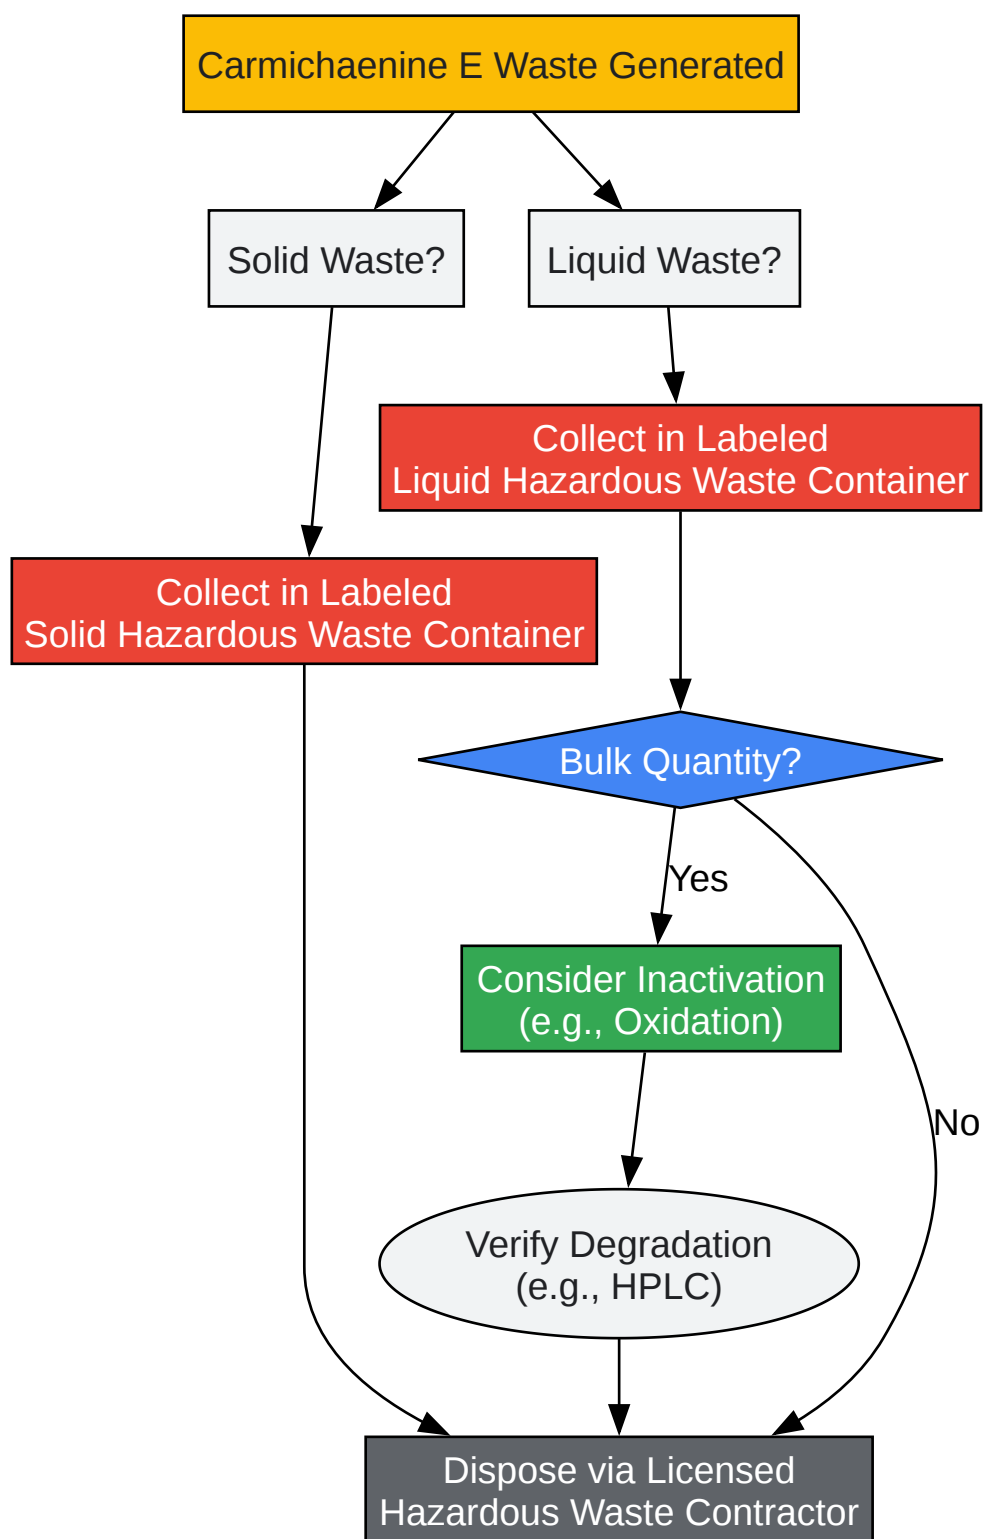 Carmichaenine E Waste Generated
Solid Waste?
Liquid Waste?
Collect in Labeled
Liquid Hazardous Waste Container
Collect in Labeled
Solid Hazardous Waste Container
Bulk Quantity?
Yes
Consider Inactivation
(e.g., Oxidation)
No
Verify Degradation
(e.g., HPLC)
Dispose via Licensed
Hazardous Waste Contractor